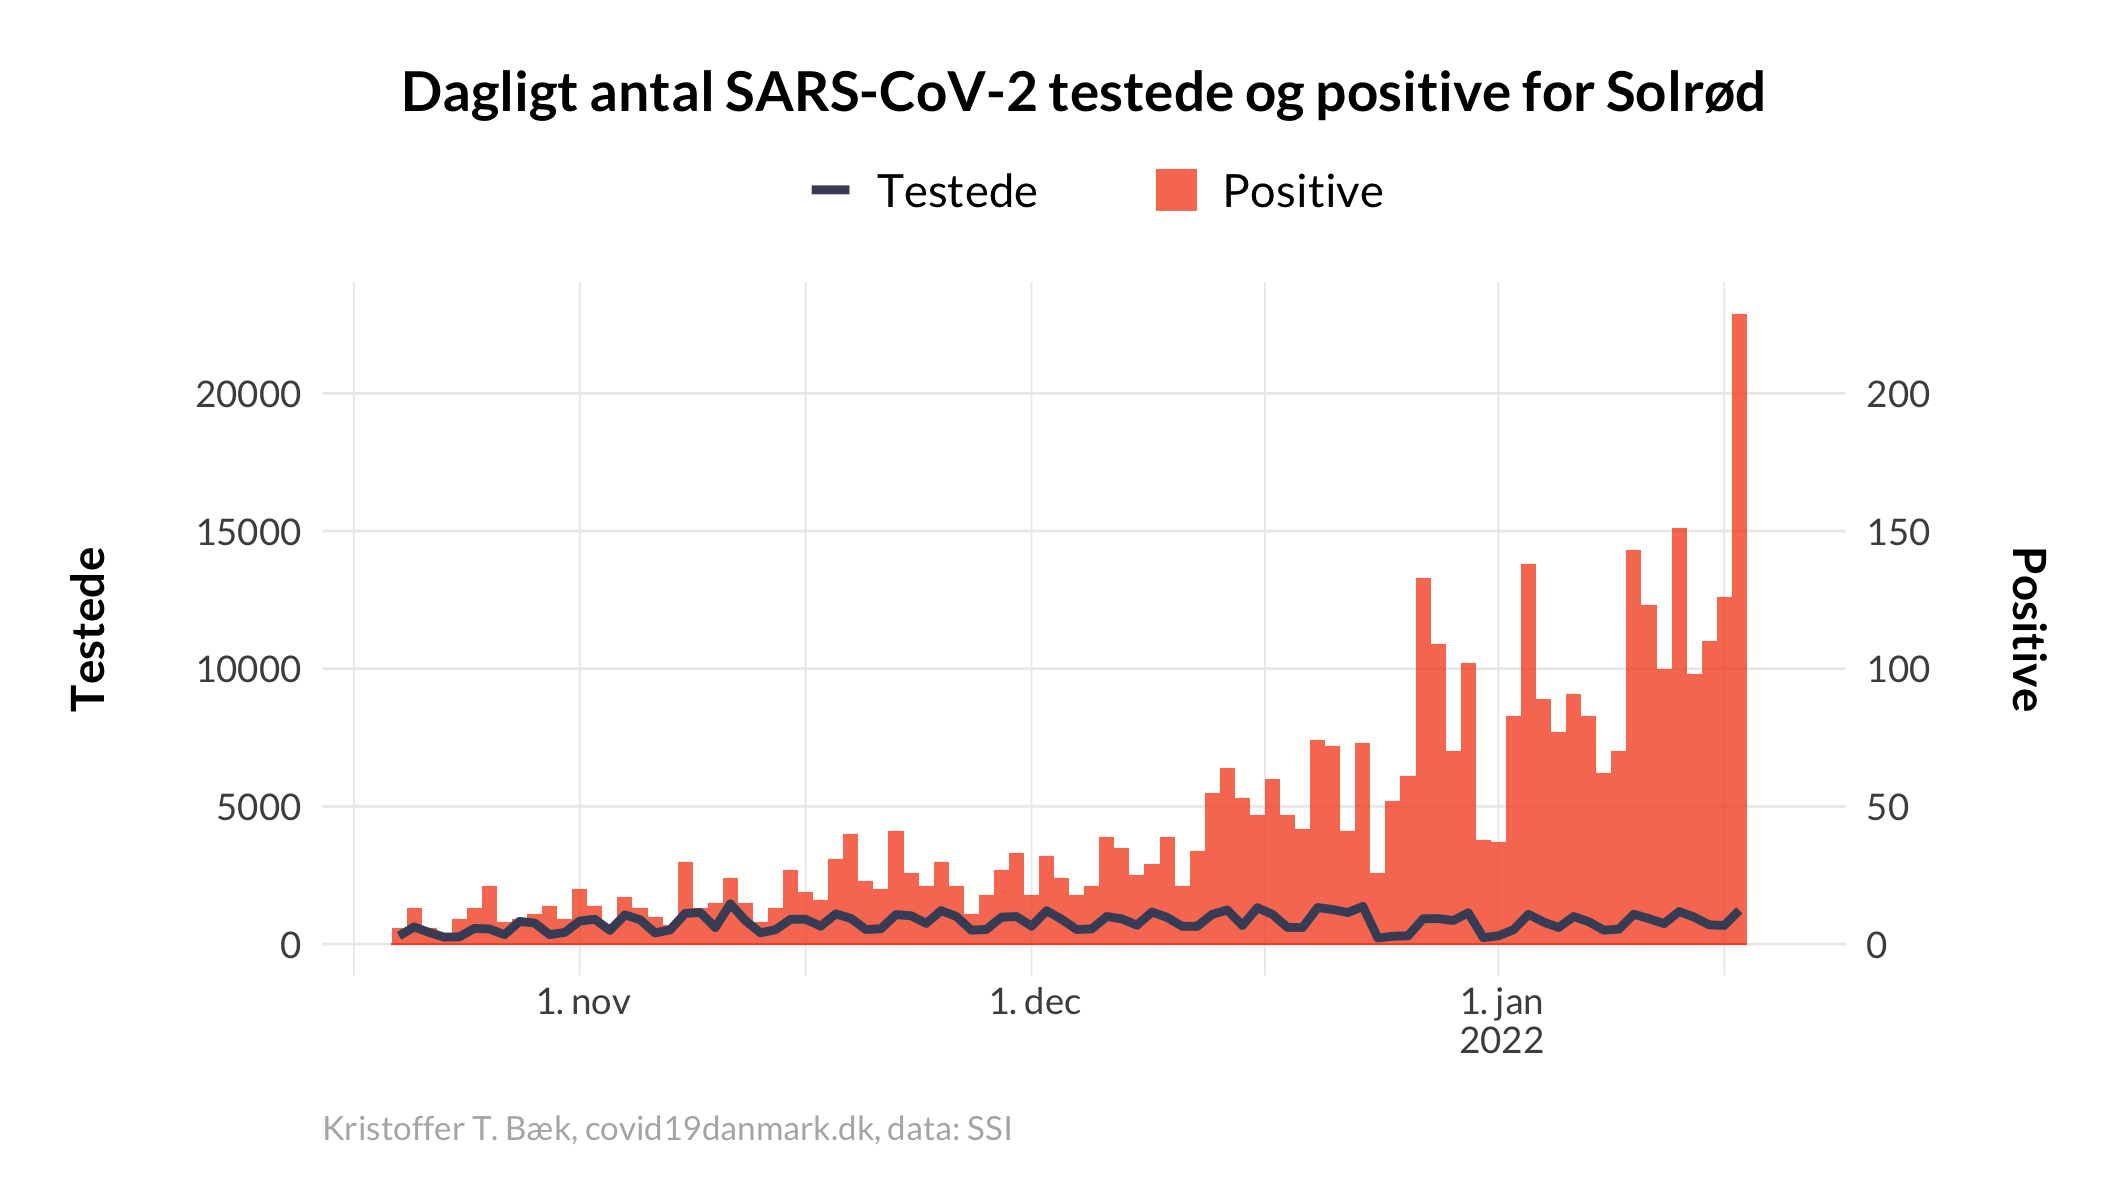 Dagligt antal SARS-CoV-2 testede og positive for Solrød
Testede
Positive
Testede
20000
15000
10000
5000
0
200
150
100
50
0
Positive
1. nov
1. dec
1. jan
2022
Kristoffer T. Bæk, covid19danmark.dk, data: SSI